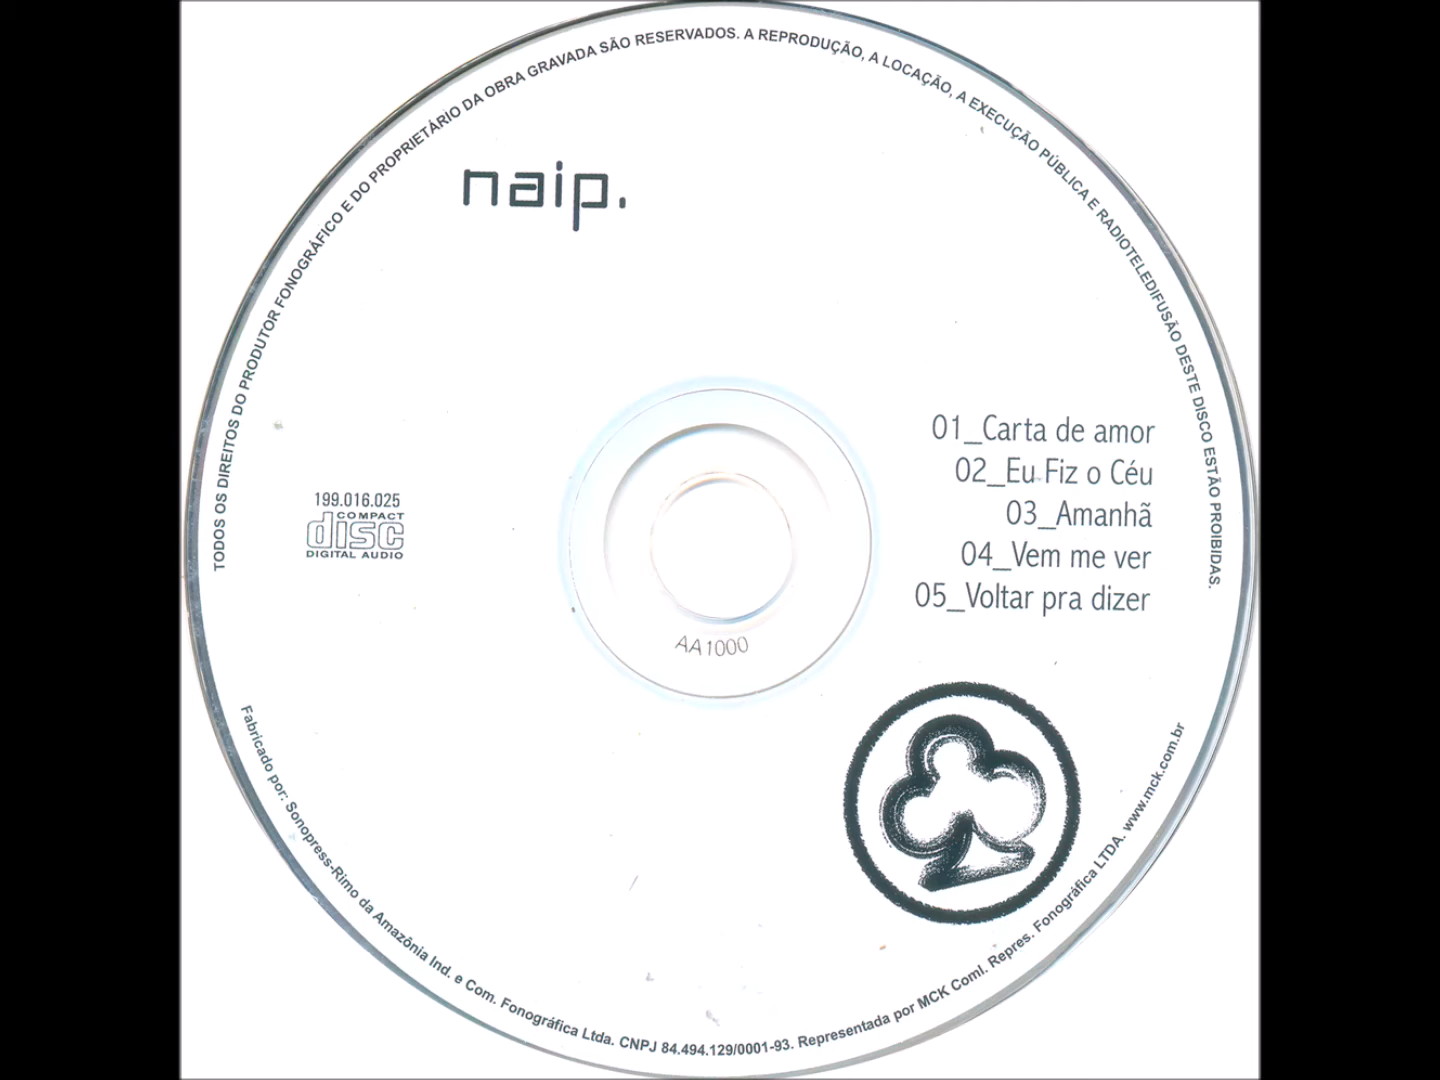 TODOS OS DIREITOS DO PRODUTOR FONOGRÁFICO E DO PROPRIETÁRIO DA OBRA GRAVADA SÃO RESERVADOS. A REPRODUÇÃO, A LOCAÇÃO, A EXECUÇÃO PÚBLICA E RADIOTELEDIFUSÃO DESTE DISCO ESTÃO PROIBIDAS.
naip.
01_Carta de amor
02_Eu Fiz o Céu
03_Amanhã
04_Vem me ver
05_Voltar pra dizer
199.016.025
COMPACT
disc
DIGITAL AUDIO
AA1000
Fabricado por: Sonopress-Rimo da Amazônia Ind. e Com. Fonográfica Ltda. CNPJ 84.494.129/0001-93. Representada por MCK Coml. Repres. Fonográfica LTDA. www.mck.com.br